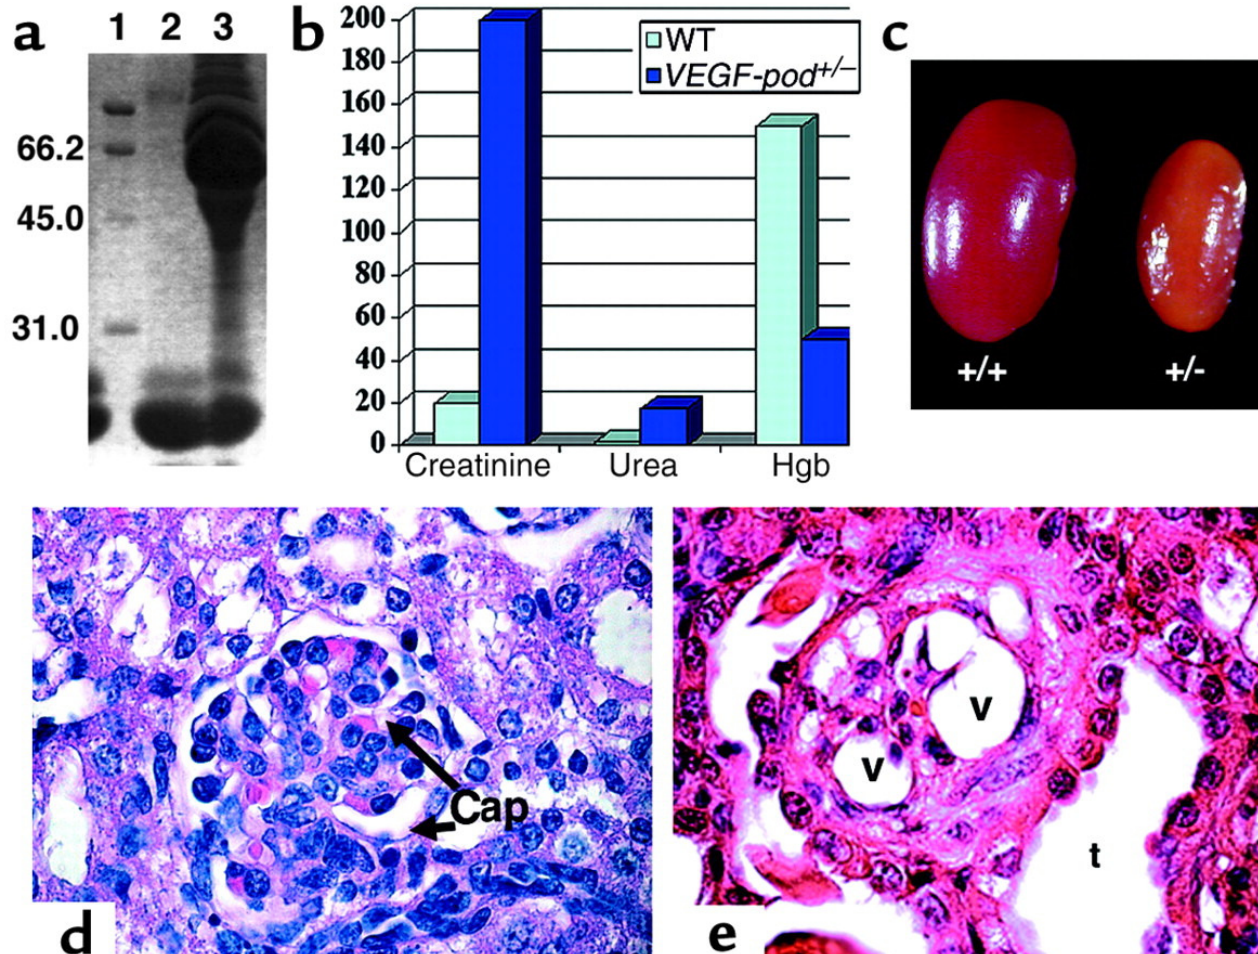 a
1 2 3
66.2
45.0
31.0
b
200
180
160
140
120
100
80
60
40
20
0
WT
VEGF-pod+/–
Creatinine Urea Hgb
c
+/+ +/-
Cap
d
v
v
t
e